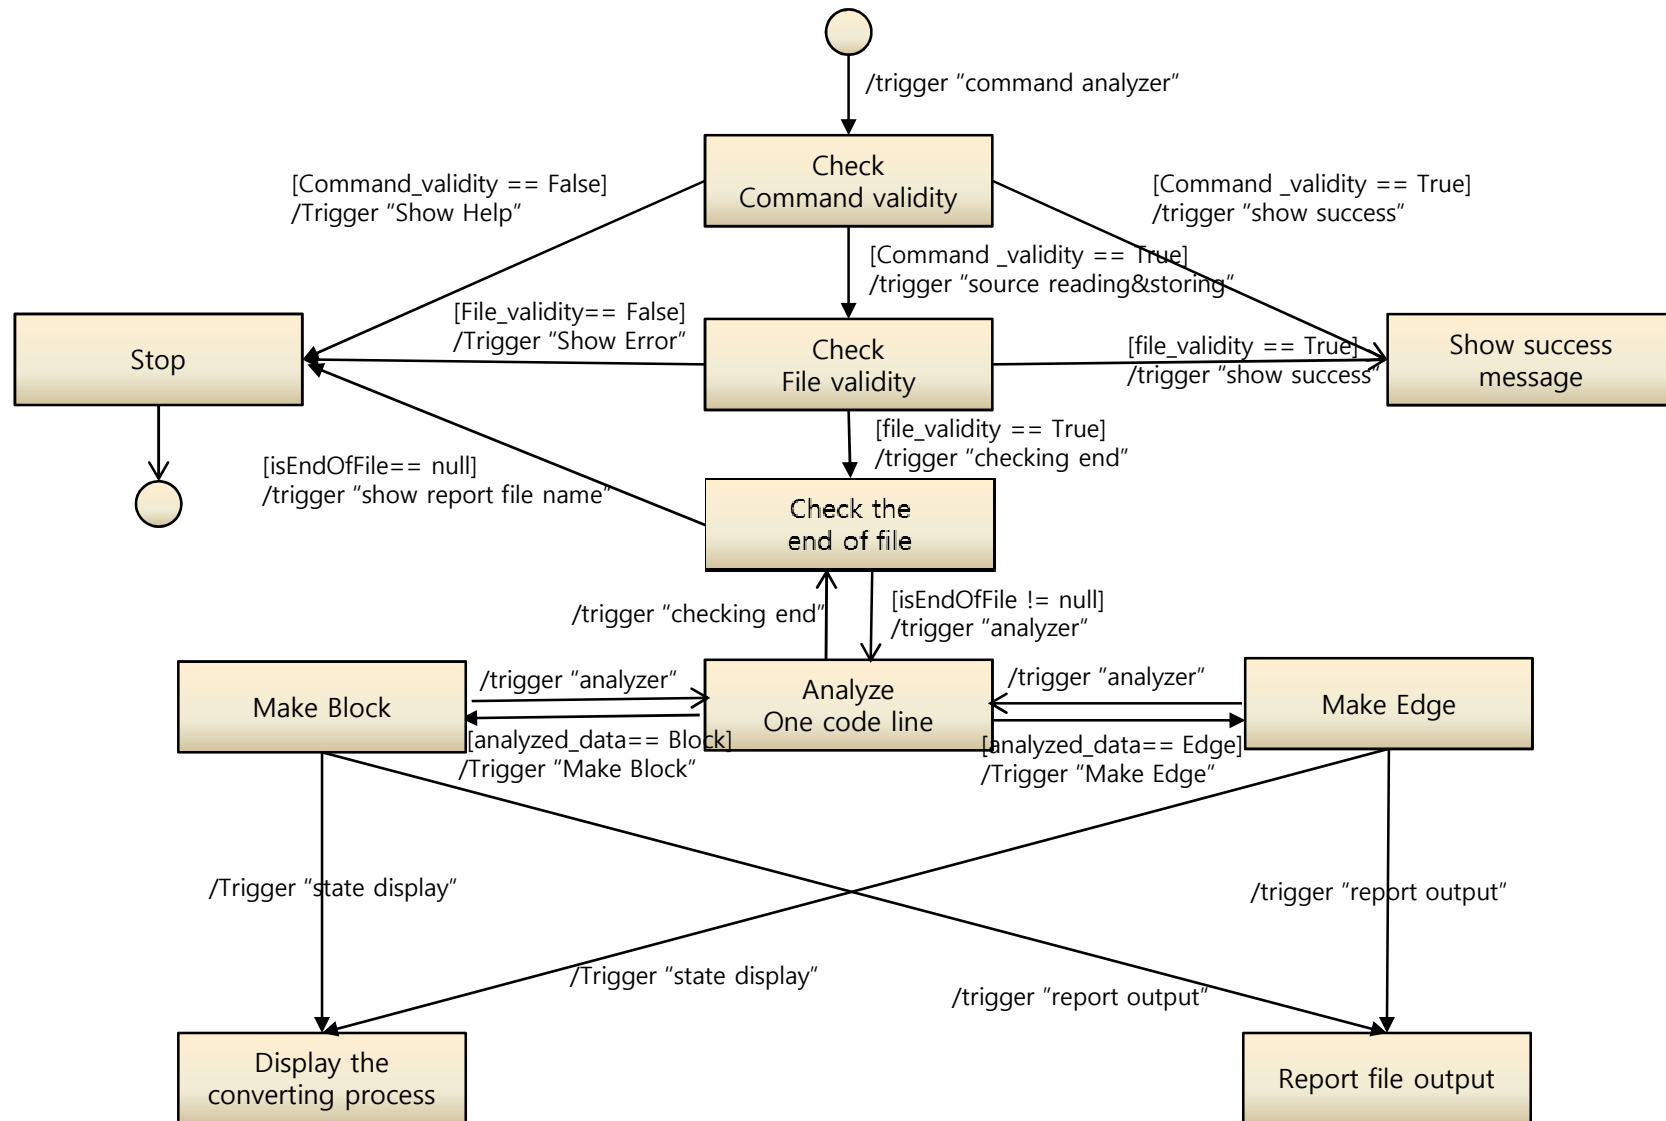 /trigger “command analyzer”
Check
Command validity
[Command_validity == False]
/Trigger “Show Help”
[Command _validity == True]
/trigger “show success”
[Command _validity == True]
/trigger “source reading&storing”
[File_validity== False]
/Trigger “Show Error”
Stop
Check
File validity
[file_validity == True]
/trigger “show success”
Show success
message
[file_validity == True]
/trigger “checking end”
[isEndOfFile== null]
/trigger “show report file name”
Check the
end of file
/trigger “checking end”
[isEndOfFile != null]
/trigger “analyzer”
Make Block
/trigger “analyzer”
Analyze
One code line
/trigger “analyzer”
Make Edge
[analyzed_data== Block]
/Trigger “Make Block”
[analyzed_data== Edge]
/Trigger “Make Edge”
/Trigger “state display”
/trigger “report output”
/Trigger “state display”
/trigger “report output”
Display the
converting process
Report file output